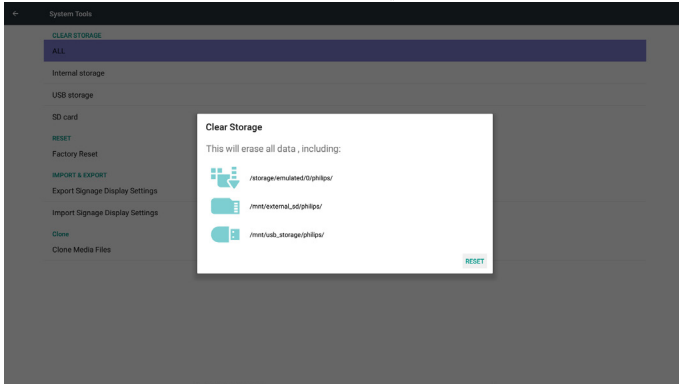 System Tools
CLEAR STORAGE
ALL
Internal storage
USB storage
SD card
RESET
Factory Reset
IMPORT & EXPORT
Export Signage Display Settings
Import Signage Display Settings
Clone
Clone Media Files
Clear Storage
This will erase all data , including:
/storage/emulated/0/philips/
/mnt/external_sd/philips/
/mnt/usb_storage/philips/
RESET